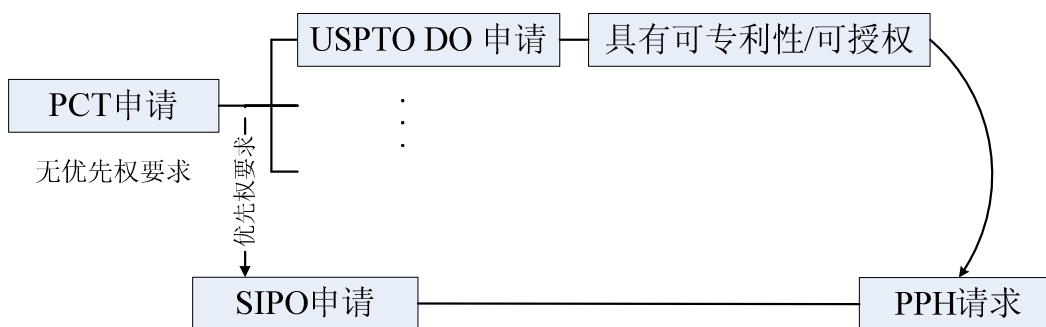 USPTO DO 申请
具有可专利性/可授权
PCT申请
无优先权要求
优先权要求
SIPO申请
PPH请求